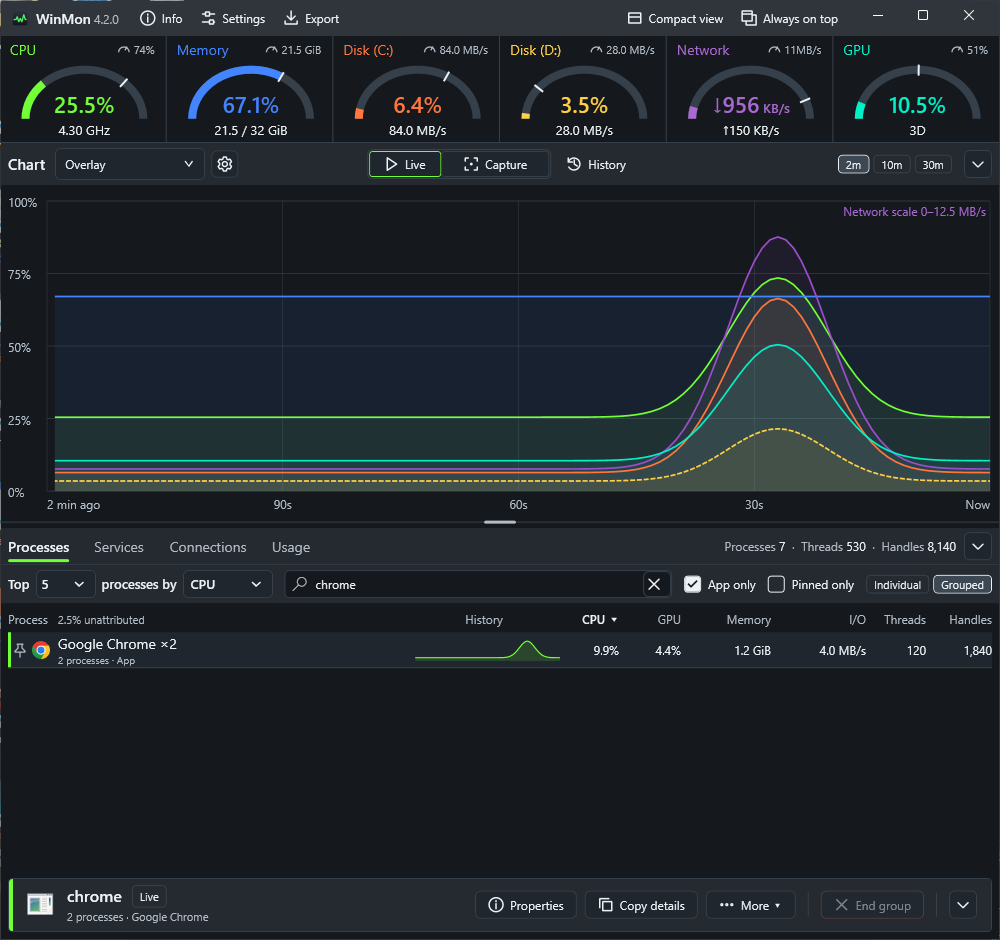 WinMon 4.2.0 Info Settings Export Compact view Always on top
CPU 74% Memory 21.5 GiB Disk (C:) 84.0 MB/s Disk (D:) 28.0 MB/s Network 11MB/s GPU 51%
25.5% 67.1% 6.4% 3.5% ↓956 KB/s 10.5%
4.30 GHz 21.5 / 32 GiB 84.0 MB/s 28.0 MB/s ↑150 KB/s 3D
Chart Overlay Live Capture History 2m 10m 30m
100%
Network scale 0–12.5 MB/s
75%
50%
25%
0%
2 min ago 90s 60s 30s Now
Processes Services Connections Usage Processes 7 · Threads 530 · Handles 8,140
Top 5 processes by CPU chrome App only Pinned only Individual Grouped
Process 2.5% unattributed History CPU ▾ GPU Memory I/O Threads Handles
Google Chrome ×2 9.9% 4.4% 1.2 GiB 4.0 MB/s 120 1,840
2 processes · App
chrome Live
2 processes · Google Chrome
Properties Copy details More ▾ End group